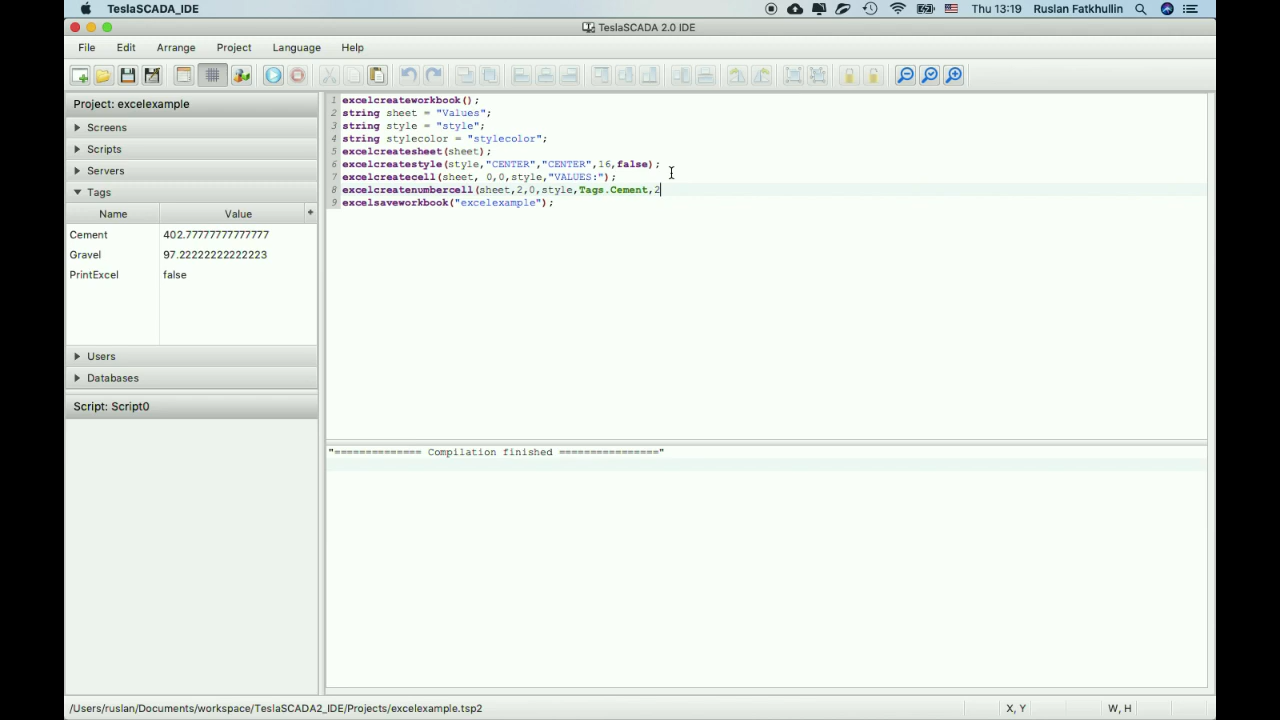 TeslaSCADA_IDE
Thu 13:19 Ruslan Fatkhullin
TeslaSCADA 2.0 IDE
File Edit Arrange Project Language Help
Project: excelexample
Screens
Scripts
Servers
Tags
Name Value +
Cement 402.77777777777777
Gravel 97.22222222222223
PrintExcel false
Users
Databases
Script: Script0
1 excelcreateworkbook();
2 string sheet = "Values";
3 string style = "style";
4 string stylecolor = "stylecolor";
5 excelcreatesheet(sheet);
6 excelcreatestyle(style,"CENTER","CENTER",16,false);
7 excelcreatecell(sheet, 0,0,style,"VALUES:");
8 excelcreatenumbercell(sheet,2,0,style,Tags.Cement,2
9 excelsaveworkbook("excelexample");
"============== Compilation finished ================"
/Users/ruslan/Documents/workspace/TeslaSCADA2_IDE/Projects/excelexample.tsp2
X, Y
W, H